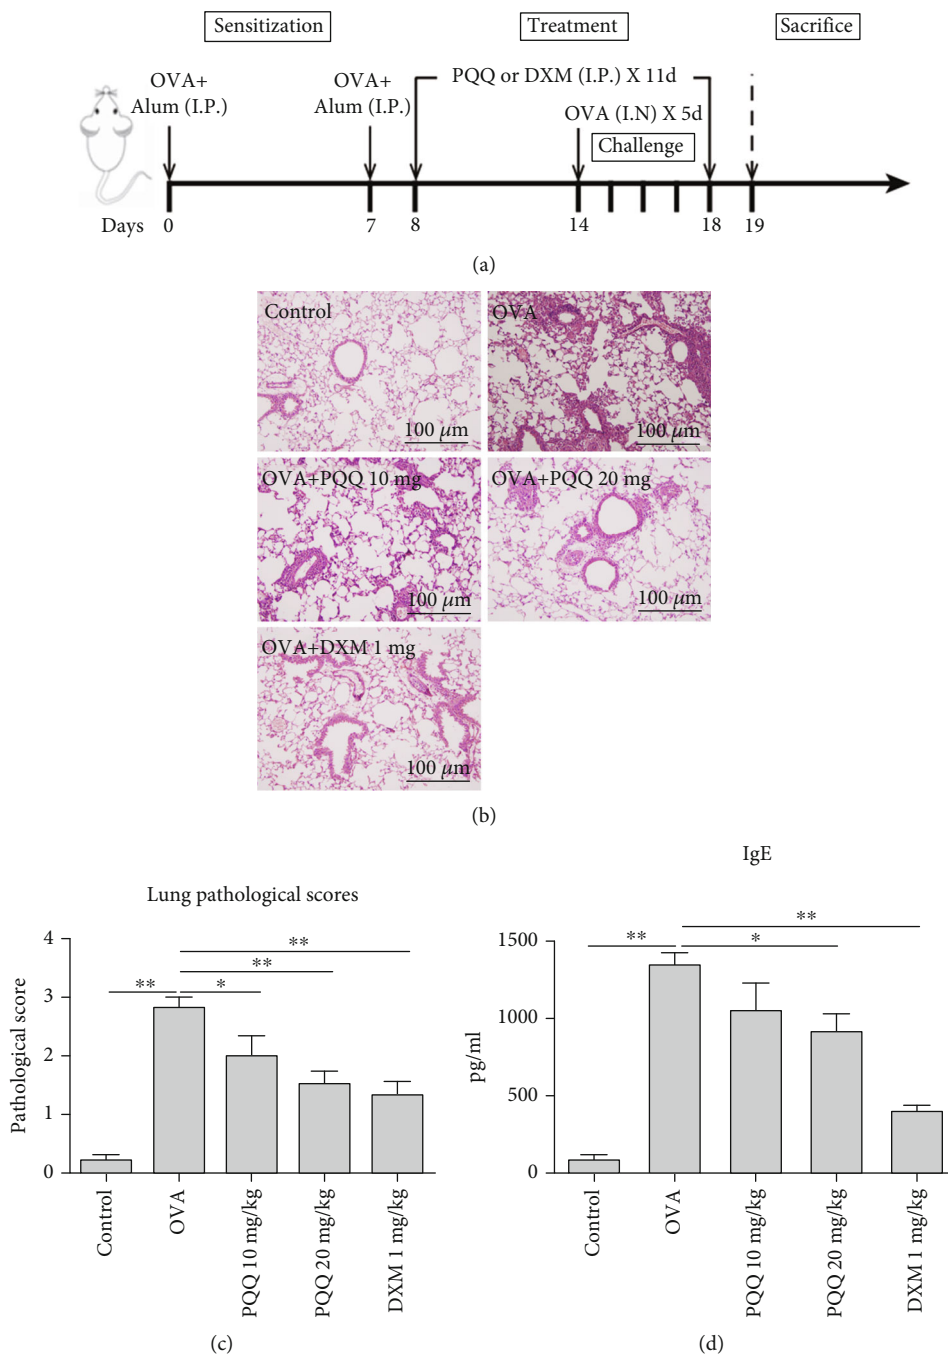 Sensitization Treatment Sacrifice
OVA+ OVA+ PQQ or DXM (I.P.) X 11d
Alum (I.P.) Alum (I.P.) OVA (I.N) X 5d
Challenge
Days 0 7 8 14 18 19
(a)
Control OVA
100 μm 100 μm
OVA+PQQ 10 mg OVA+PQQ 20 mg
100 μm 100 μm
OVA+DXM 1 mg
100 μm
(b)
Lung pathological scores
Pathological score
4
3
2
1
0
** * ** **
Control
OVA
PQQ 10 mg/kg
PQQ 20 mg/kg
DXM 1 mg/kg
(c)
IgE
pg/ml
1500
1000
500
0
** * **
Control
OVA
PQQ 10 mg/kg
PQQ 20 mg/kg
DXM 1 mg/kg
(d)